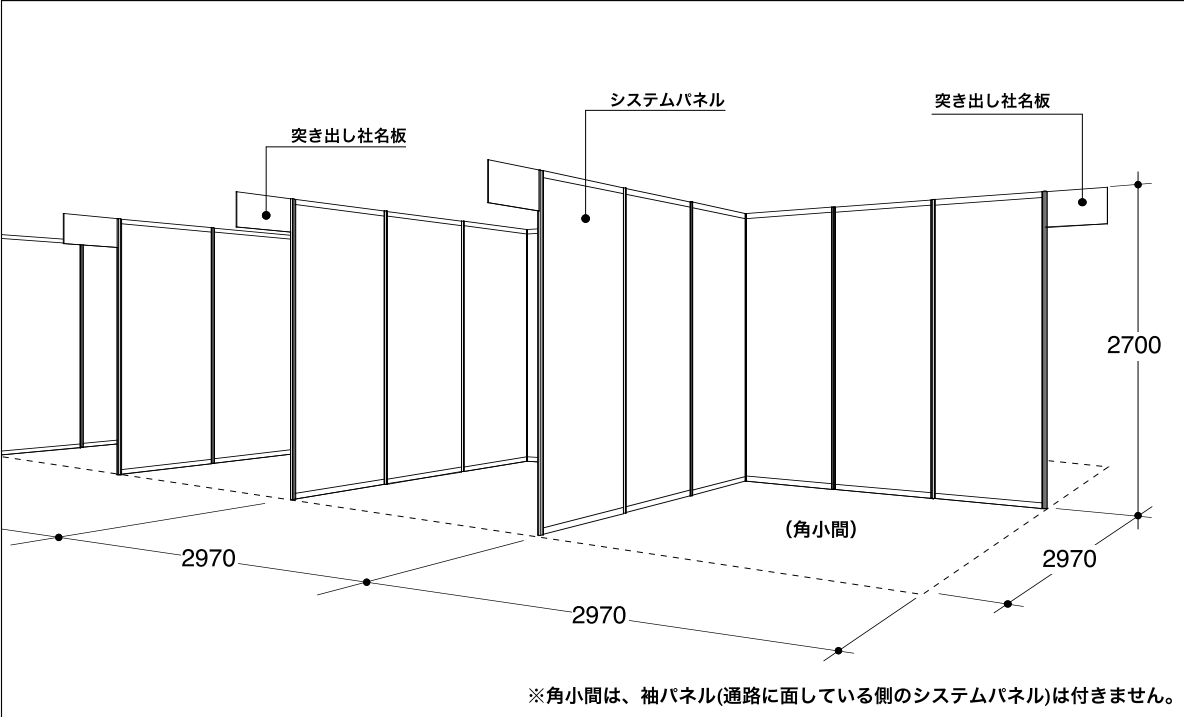 システムパネル
突き出し社名板
突き出し社名板
2700
(角小間)
2970
2970
2970
※角小間は、袖パネル(通路に面している側のシステムパネル)は付きません。